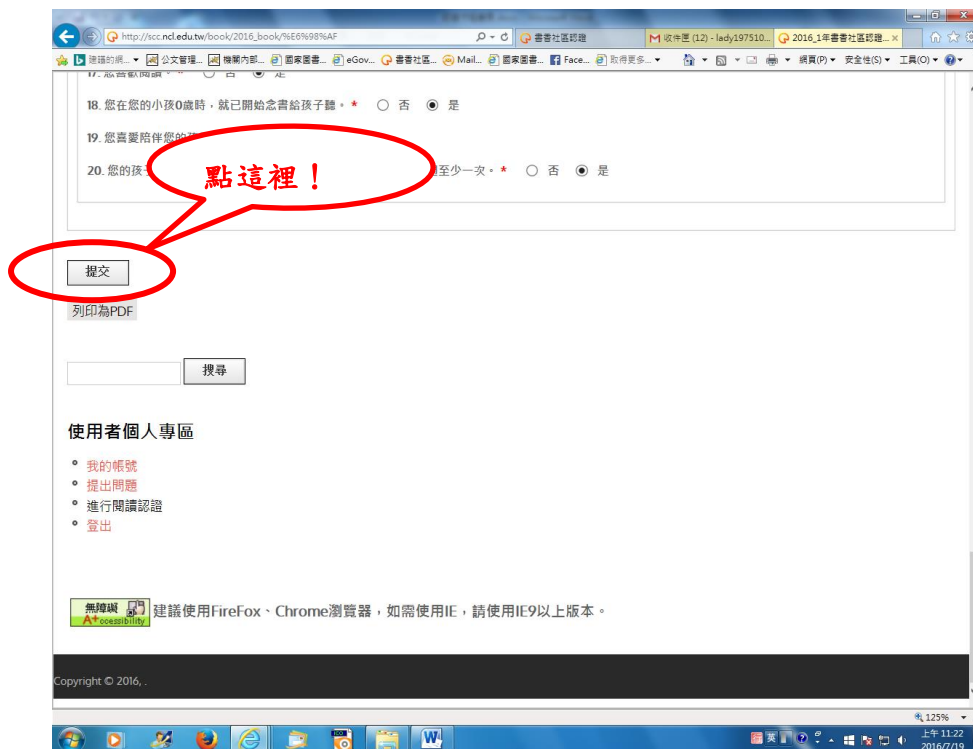 http://scc.ncl.edu.tw/book/2016_book/%E6%98%AF
書香社區認證
收件匣 (12) - lady197510...
2016_1年書香社區認證...
建議的網...
公文管理...
機關內部...
國家圖書...
eGov...
書香社區...
Mail...
國家圖書...
Face...
取得更多...
網頁(P)
安全性(S)
工具(O)
17. 您喜歡閱讀。* 否 是
18. 您在您的小孩0歲時,就已開始念書給孩子聽。* 否 是
19. 您喜愛陪伴您的孩
20. 您的孩子 至少一次。* 否 是
點這裡!
提交
列印為PDF
搜尋
使用者個人專區
我的帳號
提出問題
進行閱讀認證
登出
無障礙
A+ccessibility
建議使用FireFox、Chrome瀏覽器,如需使用IE,請使用IE9以上版本。
Copyright © 2016, .
125%
英
上午 11:22
2016/7/19